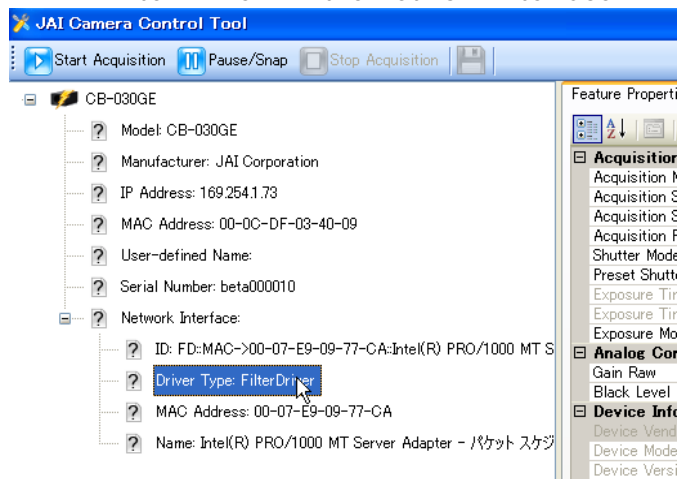 JAI Camera Control Tool
Start Acquisition Pause/Snap Stop Acquisition
CB-030GE
Model: CB-030GE
Manufacturer: JAI Corporation
IP Address: 169.254.1.73
MAC Address: 00-0C-DF-03-40-09
User-defined Name:
Serial Number: beta000010
Network Interface:
ID: FD::MAC->00-07-E9-09-77-CA::Intel(R) PRO/1000 MT S
Driver Type: FilterDriver
MAC Address: 00-07-E9-09-77-CA
Name: Intel(R) PRO/1000 MT Server Adapter - パケット スケジ
Feature Properti
Acquisition
Acquisition M
Acquisition S
Acquisition S
Acquisition F
Shutter Mode
Preset Shutte
Exposure Tim
Exposure Tim
Exposure Mo
Analog Con
Gain Raw
Black Level
Device Info
Device Vend
Device Mode
Device Versi